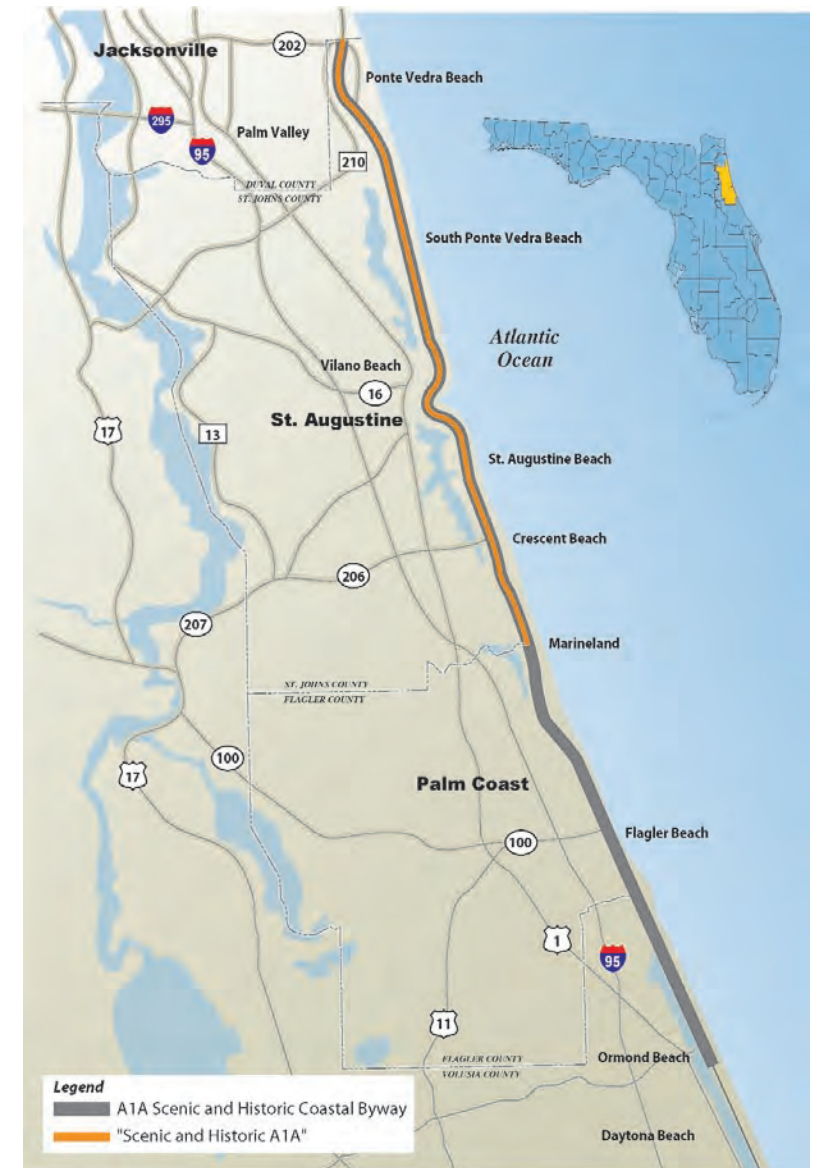 Jacksonville
202
Ponte Vedra Beach
295
95
Palm Valley
210
DUVAL COUNTY
ST. JOHNS COUNTY
South Ponte Vedra Beach
Atlantic
Ocean
Vilano Beach
16
17
13
St. Augustine
St. Augustine Beach
Crescent Beach
206
207
Marineland
ST. JOHNS COUNTY
FLAGLER COUNTY
100
17
Palm Coast
Flagler Beach
100
1
95
11
FLAGLER COUNTY
VOLUSIA COUNTY
Ormond Beach
Legend
A1A Scenic and Historic Coastal Byway
"Scenic and Historic A1A"
Daytona Beach